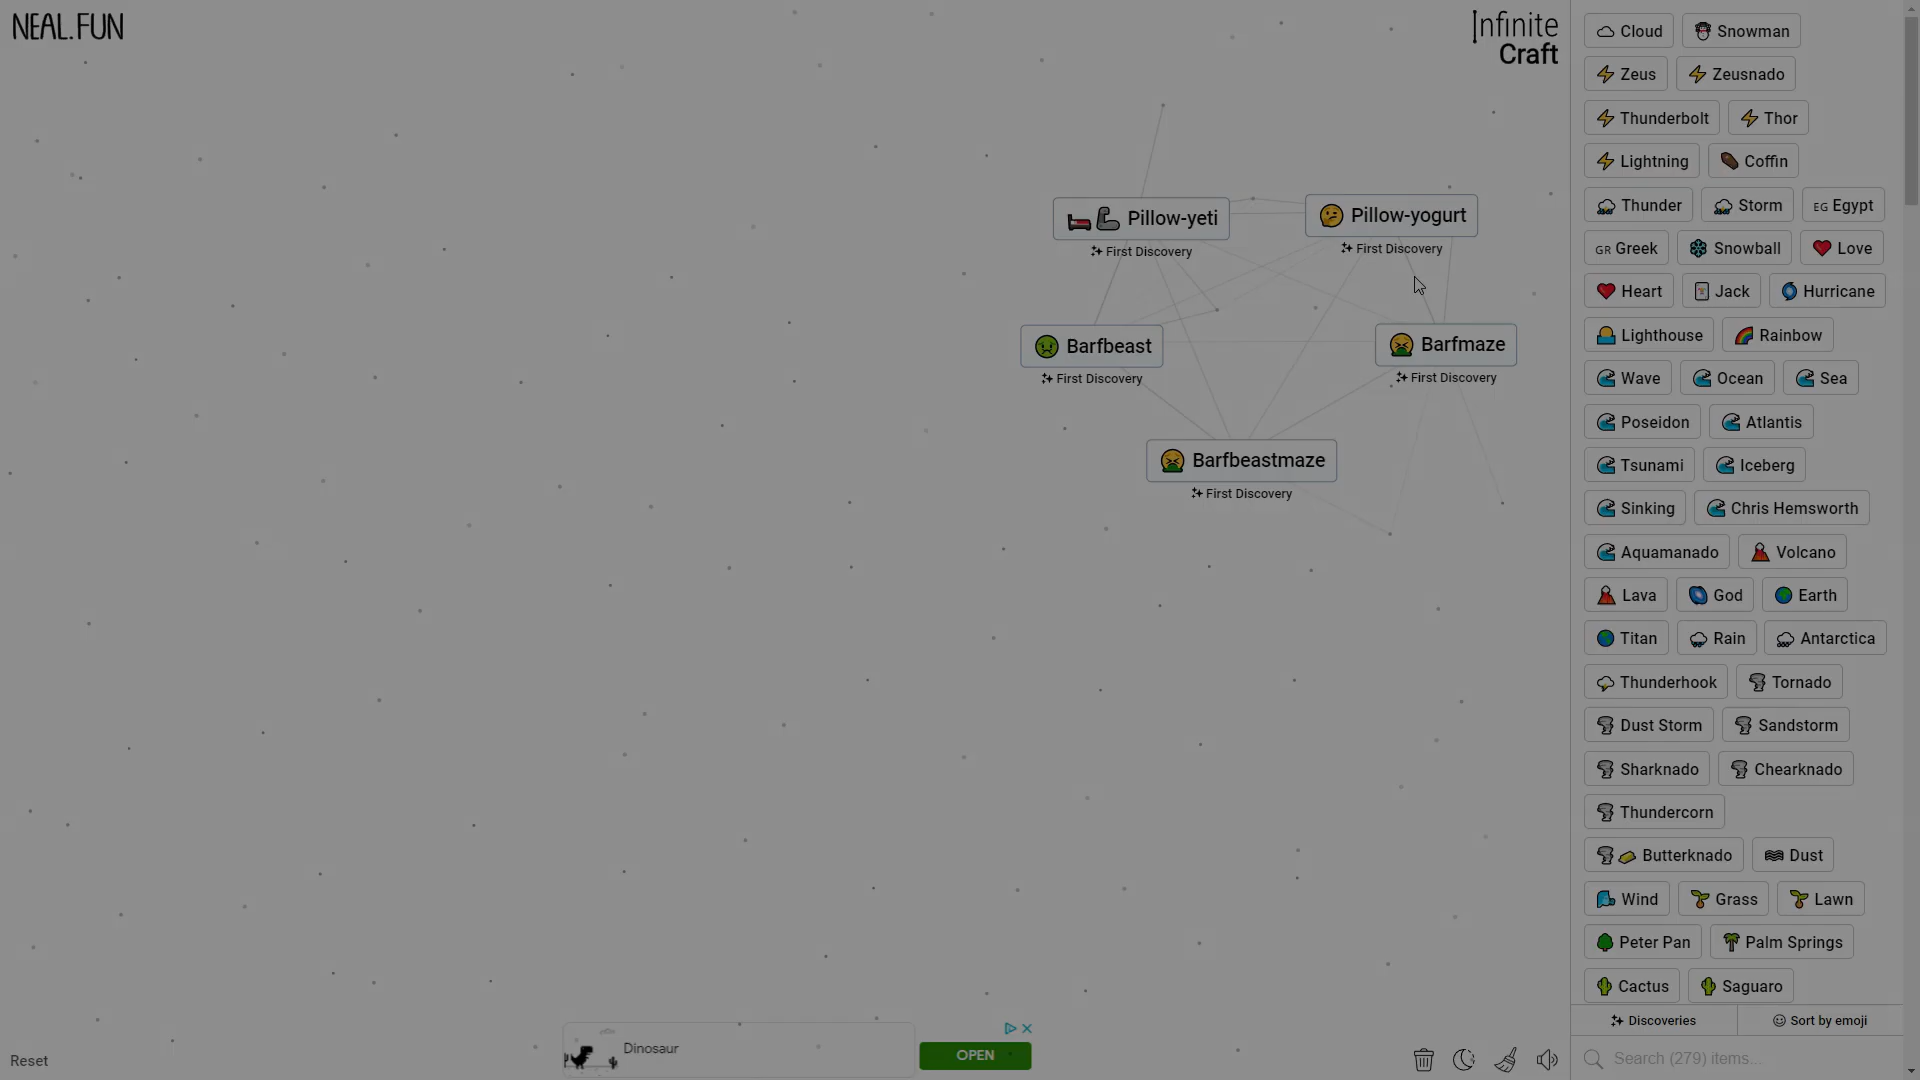 NEAL.FUN
Infinite
Craft
Pillow-yeti
First Discovery
Pillow-yogurt
First Discovery
Barfbeast
First Discovery
Barfmaze
First Discovery
Barfbeastmaze
First Discovery
Cloud Snowman
Zeus Zeusnado
Thunderbolt Thor
Lightning Coffin
Thunder Storm EG Egypt
GR Greek Snowball Love
Heart Jack Hurricane
Lighthouse Rainbow
Wave Ocean Sea
Poseidon Atlantis
Tsunami Iceberg
Sinking Chris Hemsworth
Aquamanado Volcano
Lava God Earth
Titan Rain Antarctica
Thunderhook Tornado
Dust Storm Sandstorm
Sharknado Chearknado
Thundercorn
Butterknado Dust
Wind Grass Lawn
Peter Pan Palm Springs
Cactus Saguaro
Discoveries Sort by emoji
Search (279) items...
Dinosaur
OPEN
Reset